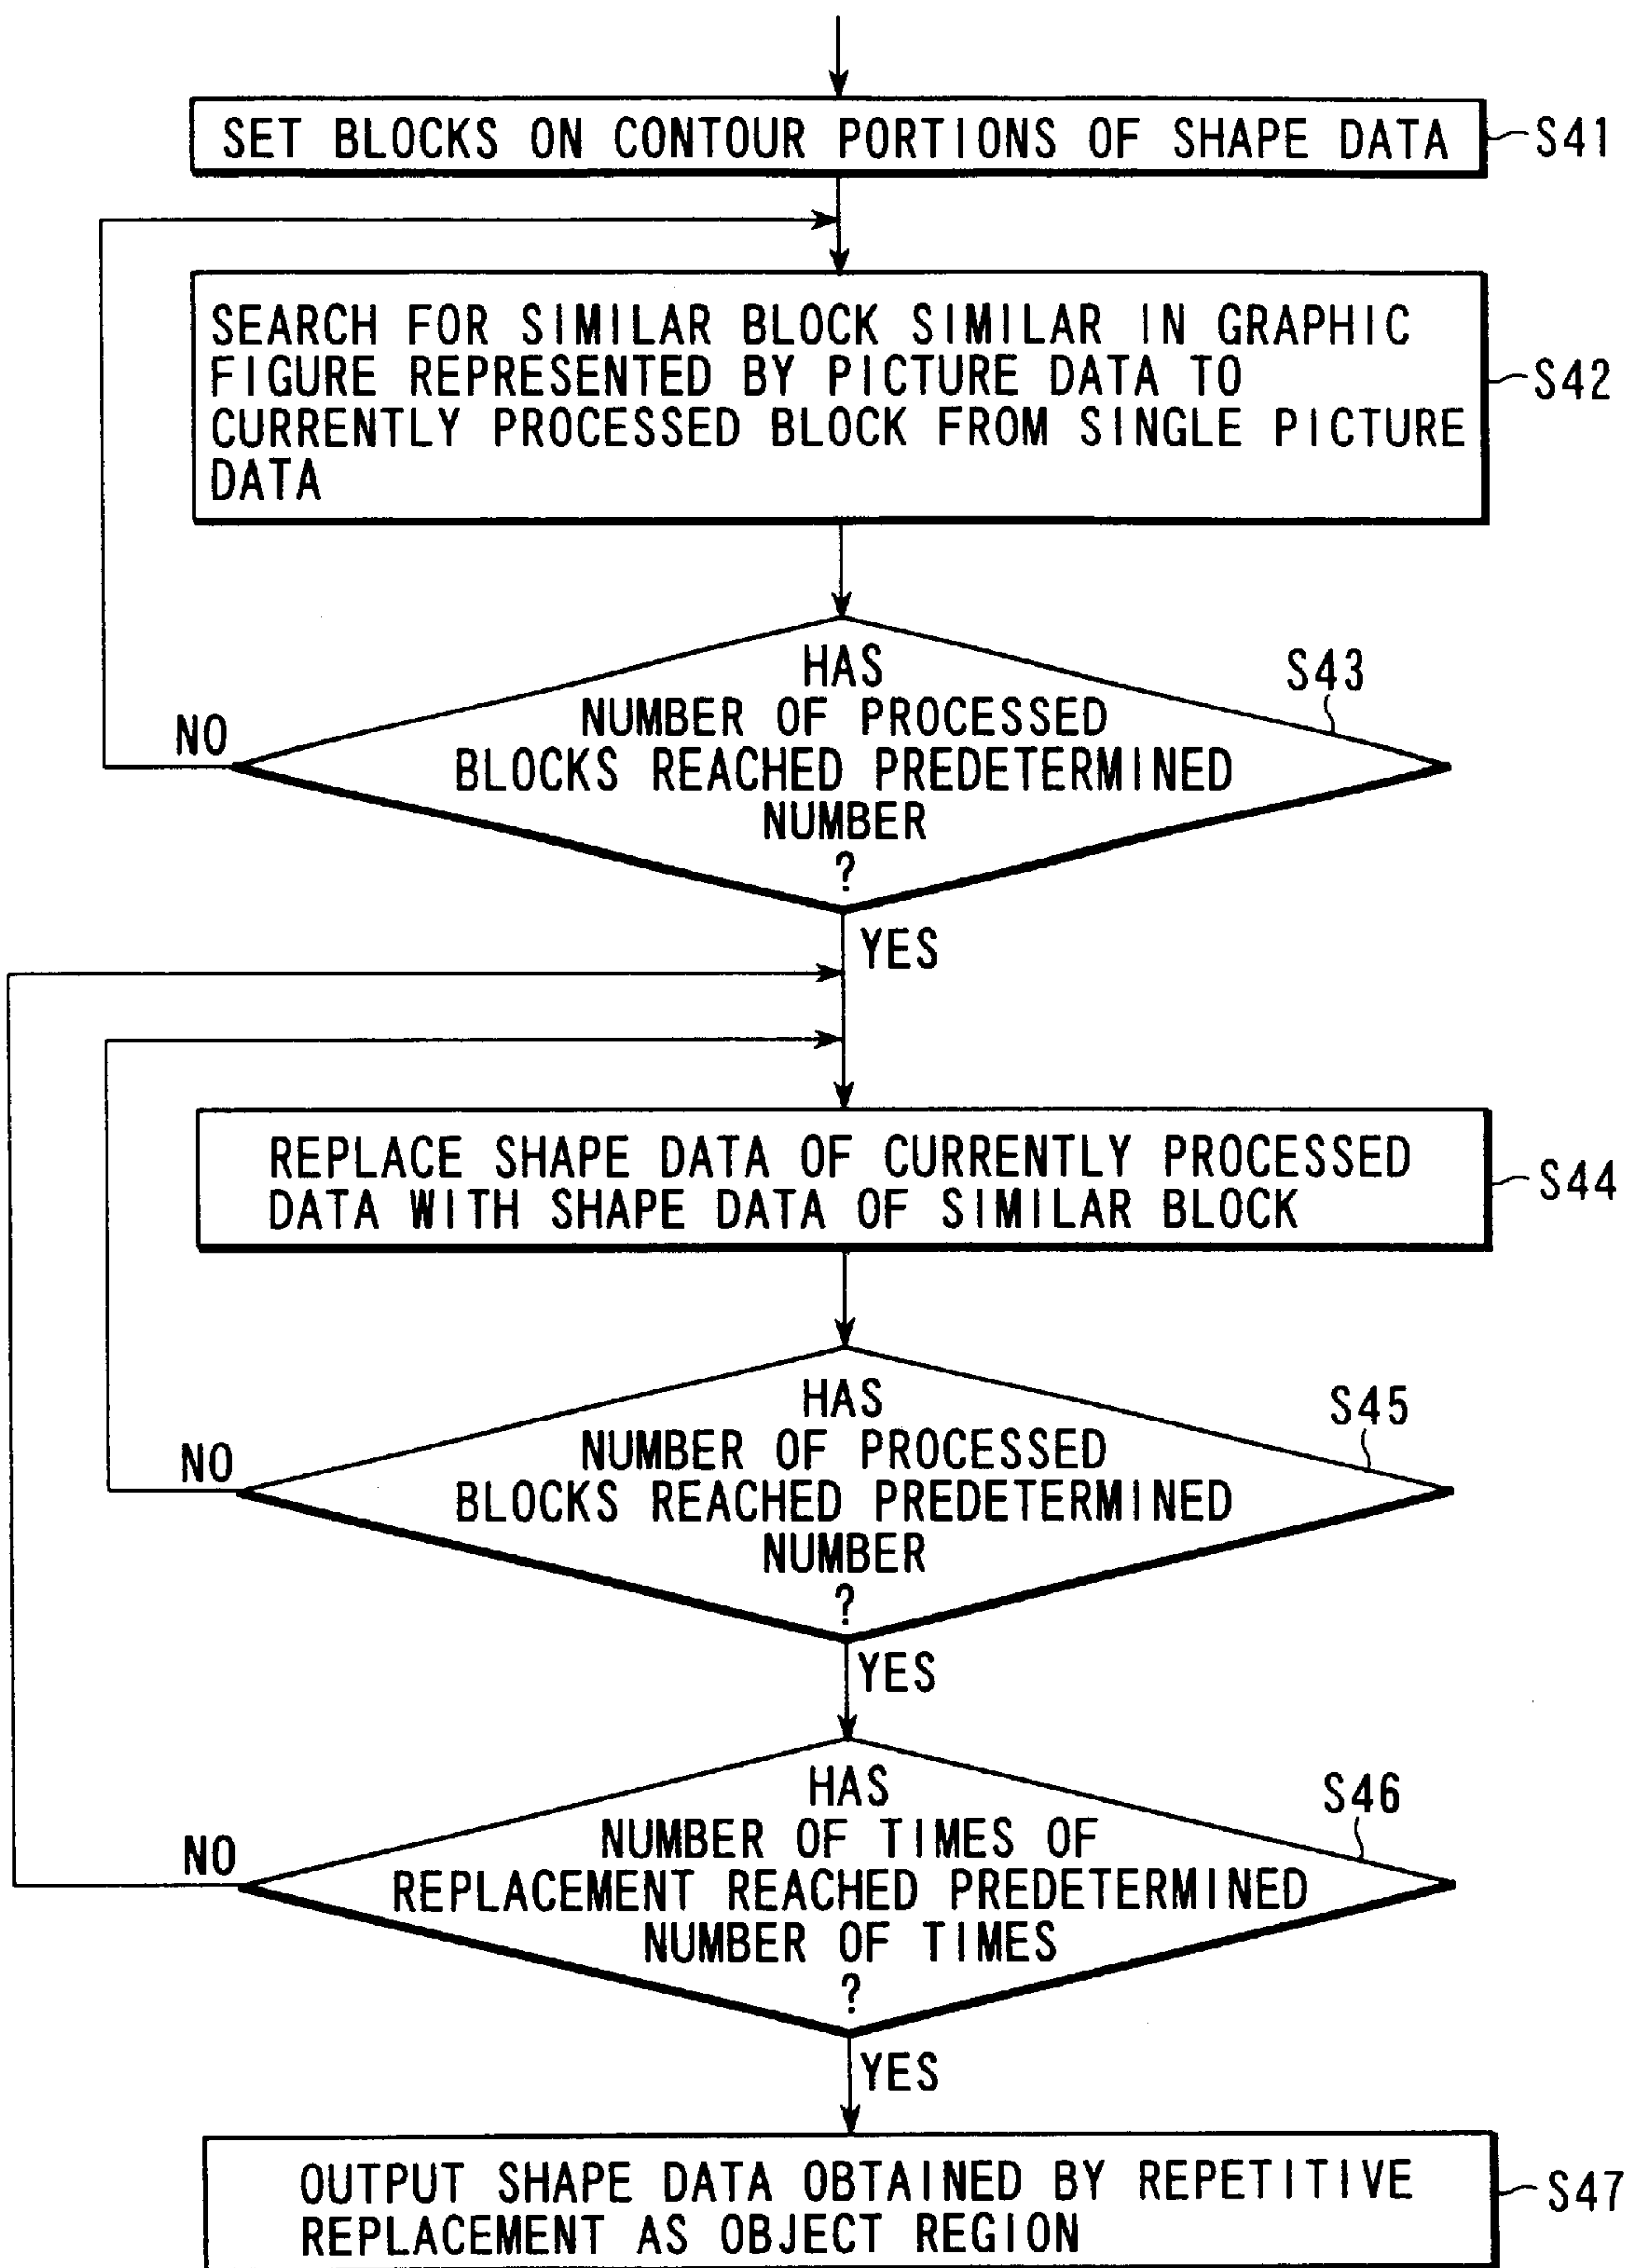 SET BLOCKS ON CONTOUR PORTIONS OF SHAPE DATA
S41
SEARCH FOR SIMILAR BLOCK SIMILAR IN GRAPHIC
FIGURE REPRESENTED BY PICTURE DATA TO
CURRENTLY PROCESSED BLOCK FROM SINGLE PICTURE
DATA
S42
HAS
NUMBER OF PROCESSED
BLOCKS REACHED PREDETERMINED
NUMBER
?
S43
NO
YES
REPLACE SHAPE DATA OF CURRENTLY PROCESSED
DATA WITH SHAPE DATA OF SIMILAR BLOCK
S44
HAS
NUMBER OF PROCESSED
BLOCKS REACHED PREDETERMINED
NUMBER
?
S45
NO
YES
HAS
NUMBER OF TIMES OF
REPLACEMENT REACHED PREDETERMINED
NUMBER OF TIMES
?
S46
NO
YES
OUTPUT SHAPE DATA OBTAINED BY REPETITIVE
REPLACEMENT AS OBJECT REGION
S47